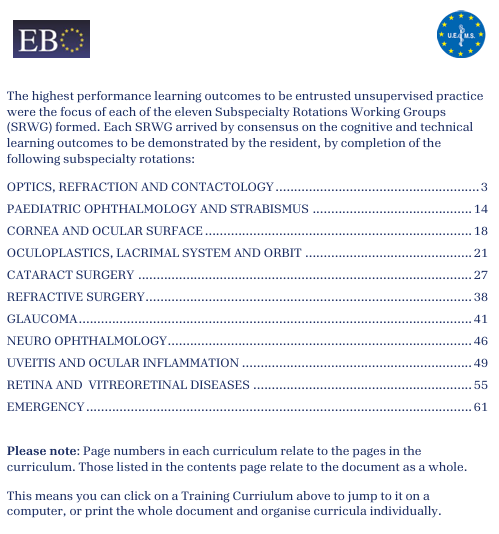 EBO
U.E.M.S.
The highest performance learning outcomes to be entrusted unsupervised practice
were the focus of each of the eleven Subspecialty Rotations Working Groups
(SRWG) formed. Each SRWG arrived by consensus on the cognitive and technical
learning outcomes to be demonstrated by the resident, by completion of the
following subspecialty rotations:
OPTICS, REFRACTION AND CONTACTOLOGY 3
PAEDIATRIC OPHTHALMOLOGY AND STRABISMUS 14
CORNEA AND OCULAR SURFACE 18
OCULOPLASTICS, LACRIMAL SYSTEM AND ORBIT 21
CATARACT SURGERY 27
REFRACTIVE SURGERY 38
GLAUCOMA 41
NEURO OPHTHALMOLOGY 46
UVEITIS AND OCULAR INFLAMMATION 49
RETINA AND VITREORETINAL DISEASES 55
EMERGENCY 61
Please note: Page numbers in each curriculum relate to the pages in the
curriculum. Those listed in the contents page relate to the document as a whole.
This means you can click on a Training Curriulum above to jump to it on a
computer, or print the whole document and organise curricula individually.